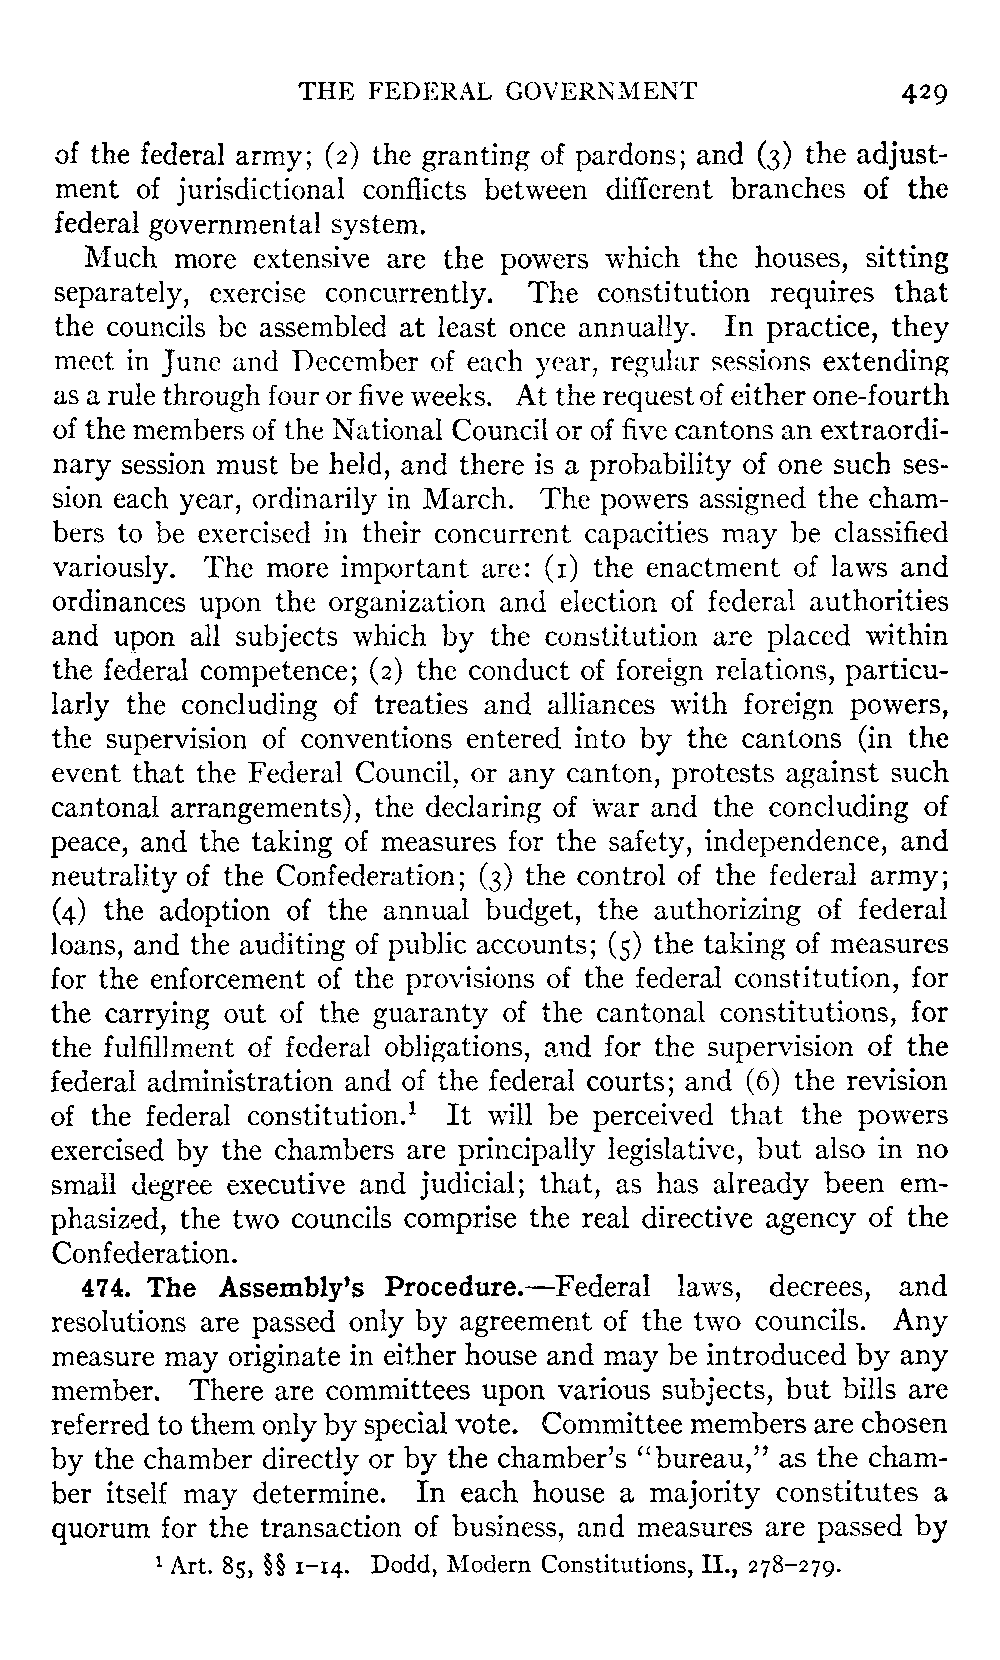 THE FEDERAL GOVERNMENT 429
of the federal army; (2) the granting of pardons; and (3) the adjust-
ment of jurisdictional conflicts between different branches of the
federal governmental system.
Much more extensive are the powers which the houses, sitting
separately, exercise concurrently. The constitution requires that
the councils be assembled at least once annually. In practice, they
meet in June and December of each year, regular sessions extending
as a rule through four or five weeks. At the request of either one-fourth
of the members of the National Council or of five cantons an extraordi-
nary session must be held, and there is a probability of one such ses-
sion each year, ordinarily in March. The powers assigned the cham-
bers to be exercised in their concurrent capacities may be classified
variously. The more important are: (1) the enactment of laws and
ordinances upon the organization and election of federal authorities
and upon all subjects which by the constitution are placed within
the federal competence; (2) the conduct of foreign relations, particu-
larly the concluding of treaties and alliances with foreign powers,
the supervision of conventions entered into by the cantons (in the
event that the Federal Council, or any canton, protests against such
cantonal arrangements), the declaring of war and the concluding of
peace, and the taking of measures for the safety, independence, and
neutrality of the Confederation; (3) the control of the federal army;
(4) the adoption of the annual budget, the authorizing of federal
loans, and the auditing of public accounts; (5) the taking of measures
for the enforcement of the provisions of the federal constitution, for
the carrying out of the guaranty of the cantonal constitutions, for
the fulfillment of federal obligations, and for the supervision of the
federal administration and of the federal courts; and (6) the revision
of the federal constitution.¹ It will be perceived that the powers
exercised by the chambers are principally legislative, but also in no
small degree executive and judicial; that, as has already been em-
phasized, the two councils comprise the real directive agency of the
Confederation.
474. The Assembly's Procedure.—Federal laws, decrees, and
resolutions are passed only by agreement of the two councils. Any
measure may originate in either house and may be introduced by any
member. There are committees upon various subjects, but bills are
referred to them only by special vote. Committee members are chosen
by the chamber directly or by the chamber's "bureau," as the cham-
ber itself may determine. In each house a majority constitutes a
quorum for the transaction of business, and measures are passed by
¹ Art. 85, §§ 1–14. Dodd, Modern Constitutions, II., 278–279.